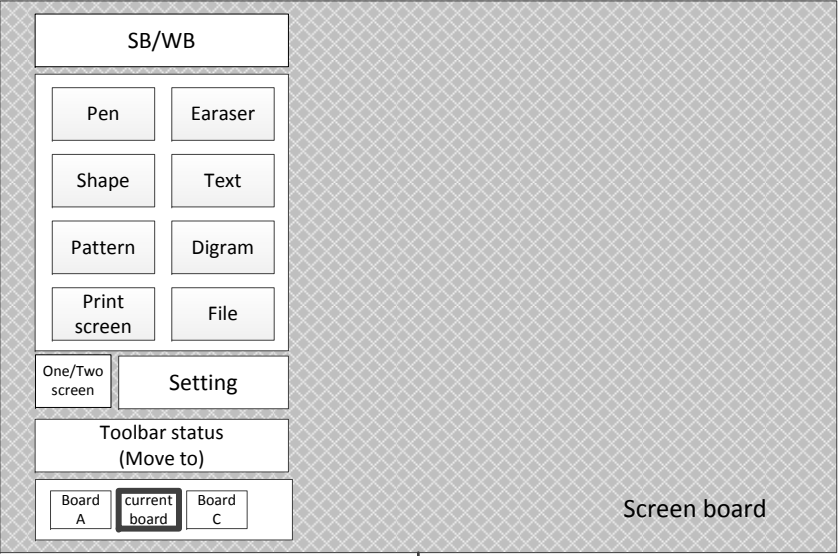 SB/WB
Pen
Earaser
Shape
Text
Pattern
Digram
Print
screen
File
One/Two
screen
Setting
Toolbar status
(Move to)
Board
A
current
board
Board
C
Screen board